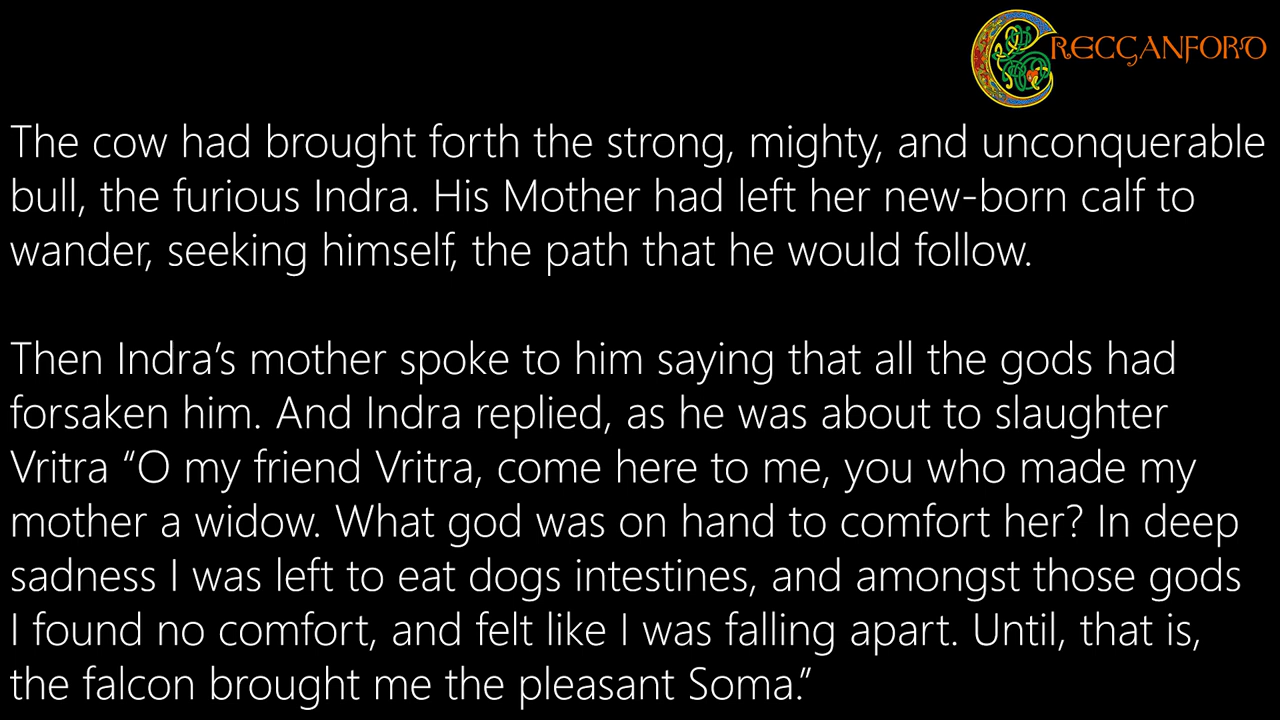 CRECGANFORD
The cow had brought forth the strong, mighty, and unconquerable
bull, the furious Indra. His Mother had left her new-born calf to
wander, seeking himself, the path that he would follow.
Then Indra’s mother spoke to him saying that all the gods had
forsaken him. And Indra replied, as he was about to slaughter
Vritra “O my friend Vritra, come here to me, you who made my
mother a widow. What god was on hand to comfort her? In deep
sadness I was left to eat dogs intestines, and amongst those gods
I found no comfort, and felt like I was falling apart. Until, that is,
the falcon brought me the pleasant Soma.”